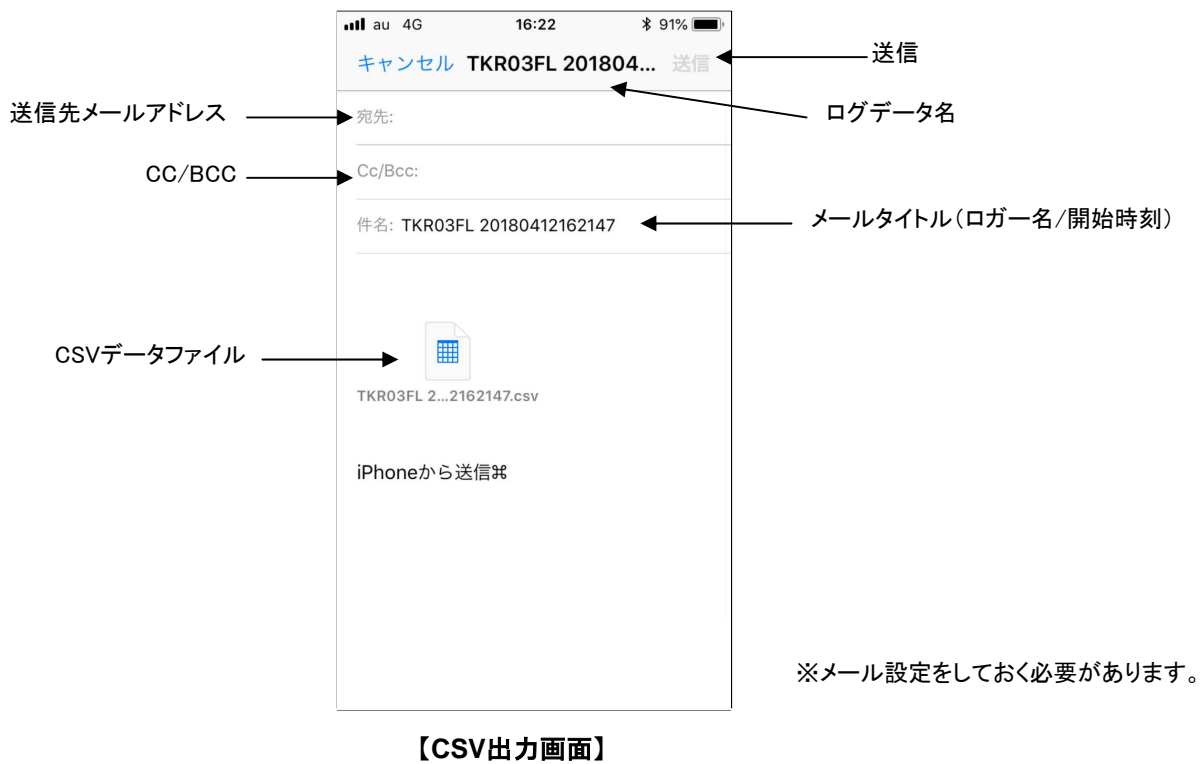 au 4G 16:22 91%
キャンセル TKR03FL 201804... 送信
送信
ログデータ名
送信先メールアドレス
宛先:
CC/BCC
Cc/Bcc:
件名: TKR03FL 20180412162147
メールタイトル(ロガー名/開始時刻)
CSVデータファイル
TKR03FL 2...2162147.csv
iPhoneから送信⌘
※メール設定をしておく必要があります。
【CSV出力画面】